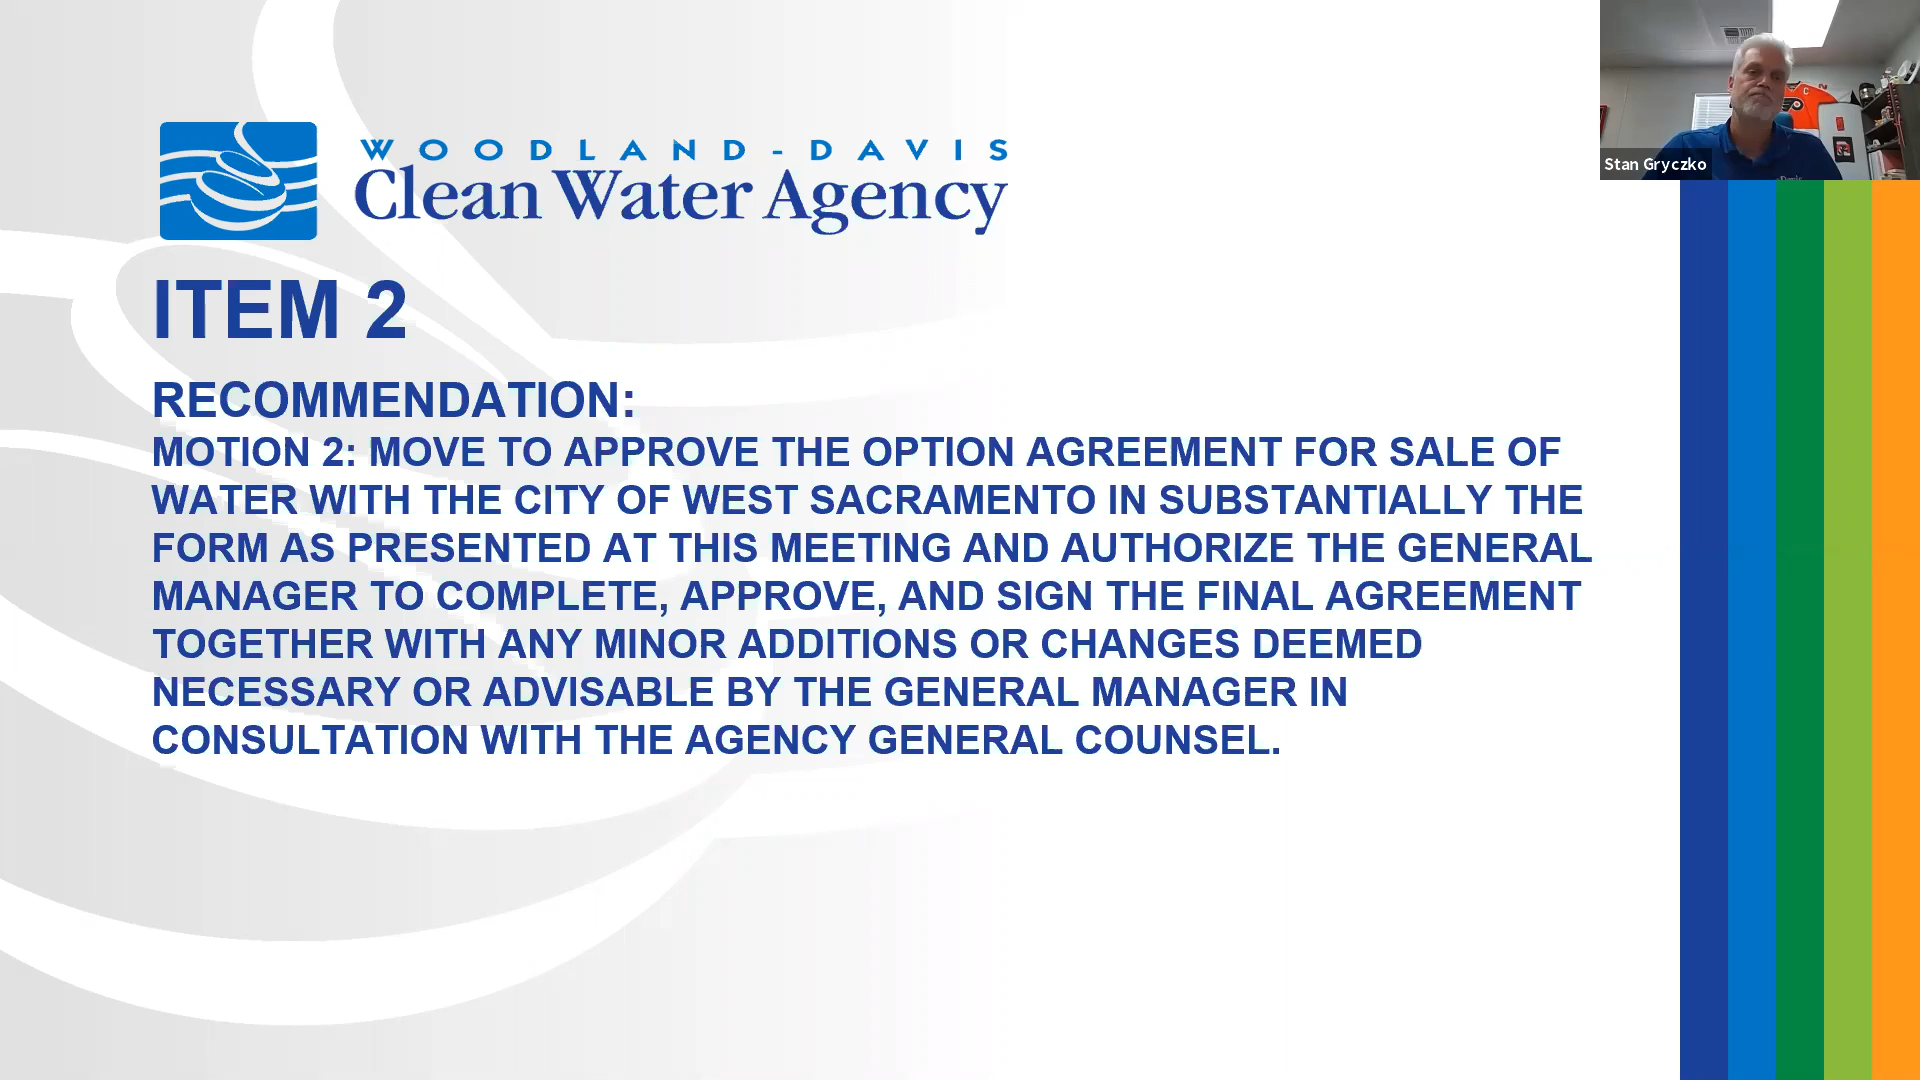 WOODLAND-DAVIS
Clean Water Agency
ITEM 2
RECOMMENDATION:
MOTION 2: MOVE TO APPROVE THE OPTION AGREEMENT FOR SALE OF
WATER WITH THE CITY OF WEST SACRAMENTO IN SUBSTANTIALLY THE
FORM AS PRESENTED AT THIS MEETING AND AUTHORIZE THE GENERAL
MANAGER TO COMPLETE, APPROVE, AND SIGN THE FINAL AGREEMENT
TOGETHER WITH ANY MINOR ADDITIONS OR CHANGES DEEMED
NECESSARY OR ADVISABLE BY THE GENERAL MANAGER IN
CONSULTATION WITH THE AGENCY GENERAL COUNSEL.
Stan Gryczko